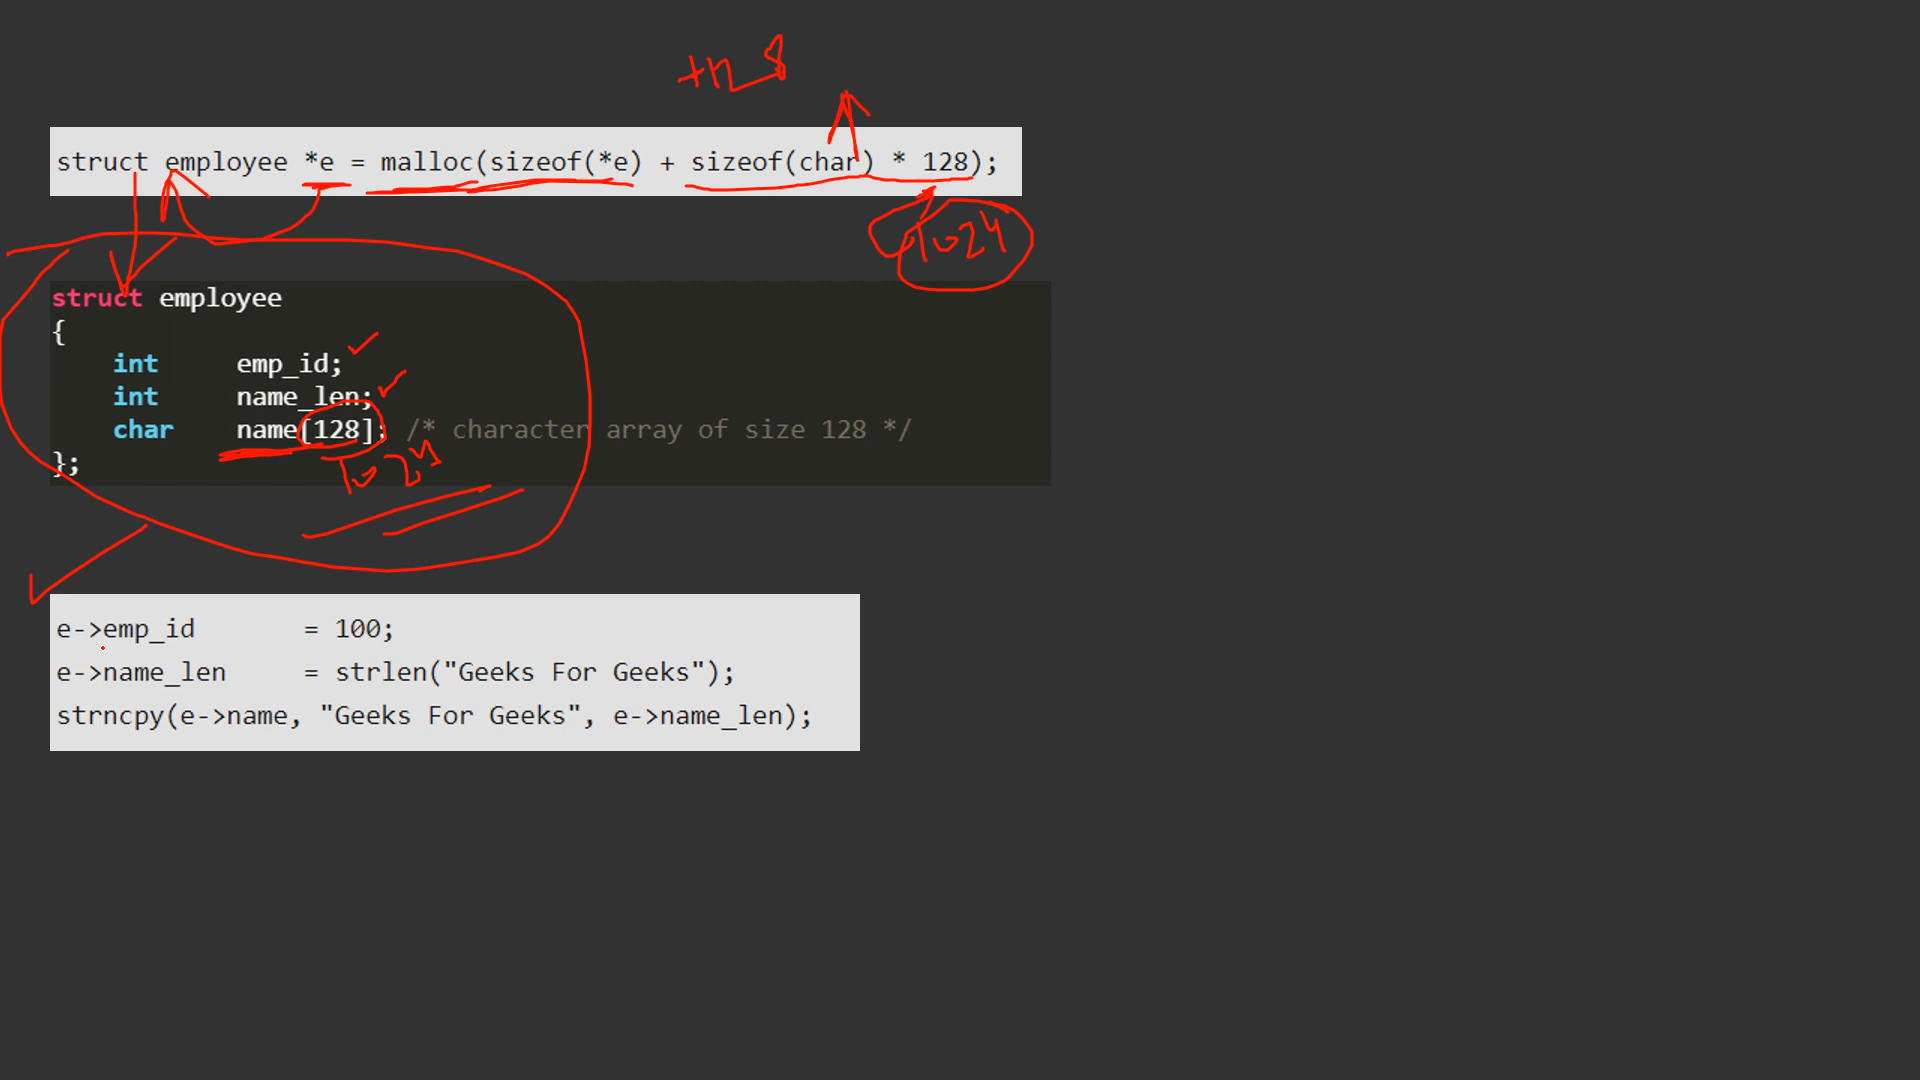 struct employee *e = malloc(sizeof(*e) + sizeof(char) * 128);
1024
struct employee
{
int emp_id;
int name_len;
char name[128]; /* character array of size 128 */
1024
};
e->emp_id = 100;
e->name_len = strlen("Geeks For Geeks");
strncpy(e->name, "Geeks For Geeks", e->name_len);